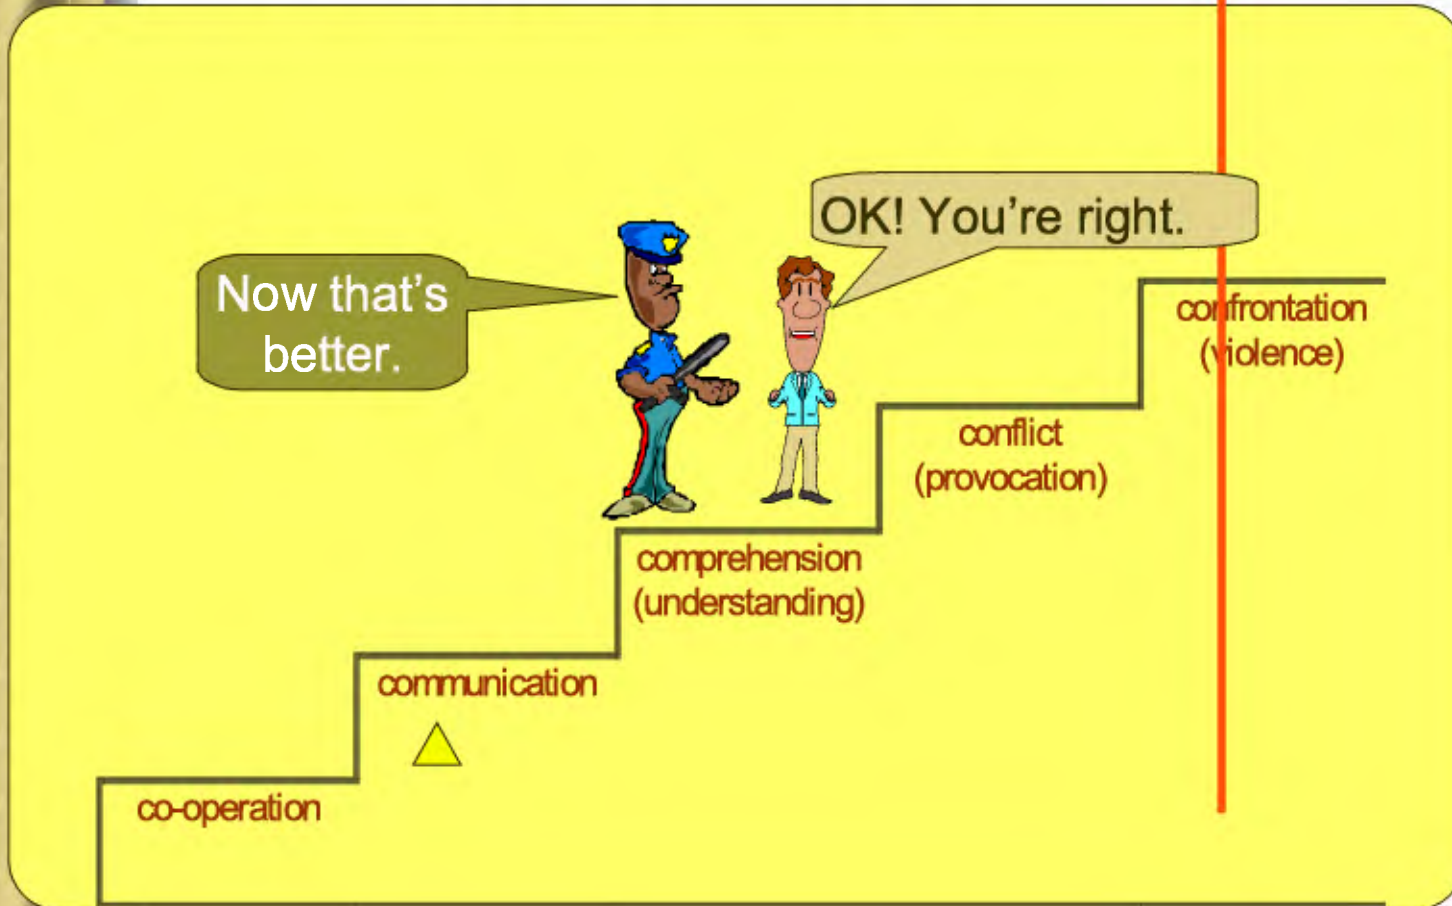 OK! You're right.
Now that's
better.
confrontation
(violence)
conflict
(provocation)
comprehension
(understanding)
communication
co-operation